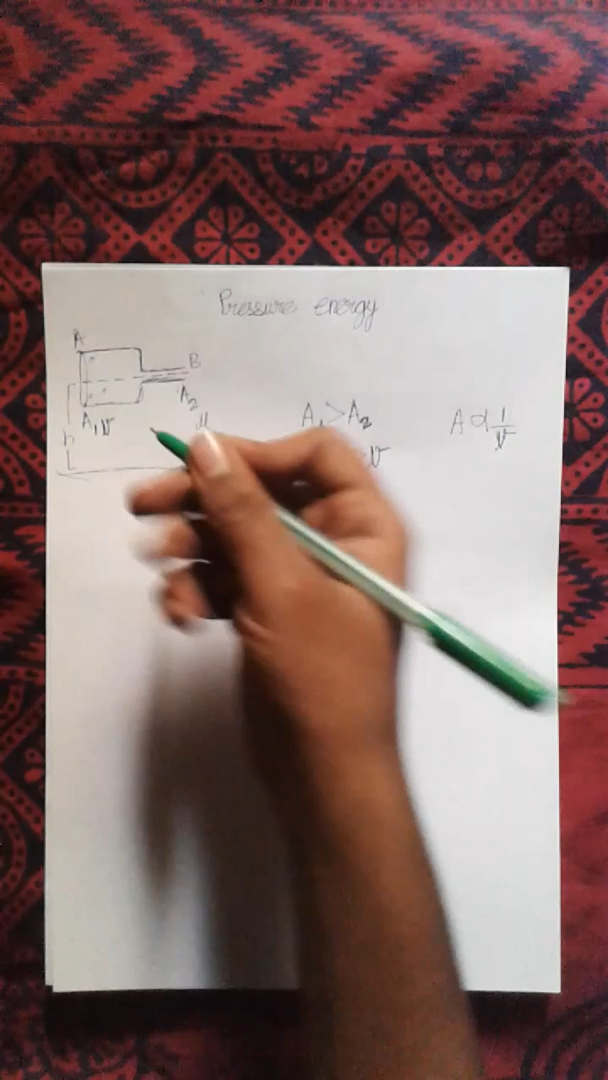 Pressure energy
A
B
A₂
A₁ v
h
u
A₁ > A₂
v
A ∝ 1/v